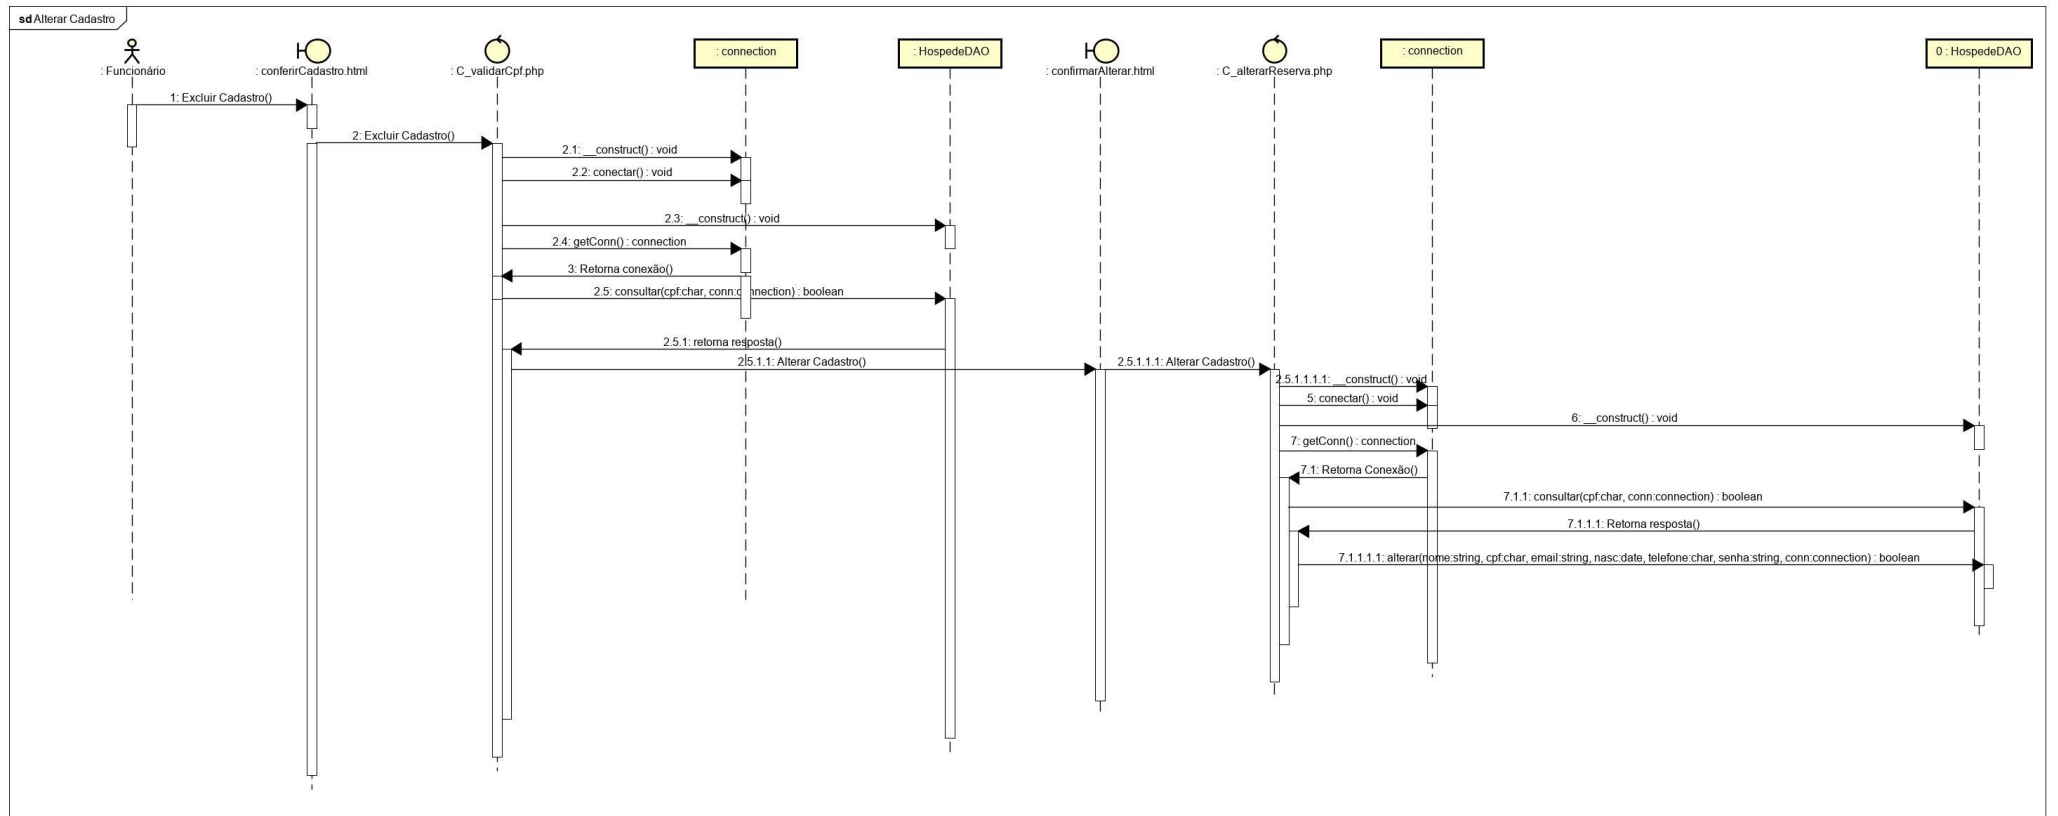 sd Alterar Cadastro
: Funcionário
: conferirCadastro.html
: C_validarCpf.php
: connection
: HospedeDAO
: confirmarAlterar.html
: C_alterarReserva.php
: connection
0 : HospedeDAO
1: Excluir Cadastro()
2: Excluir Cadastro()
2.1: __construct() : void
2.2: conectar() : void
2.3: __construct() : void
2.4: getConn() : connection
3: Retorna conexão()
2.5: consultar(cpf:char, conn:connection) : boolean
2.5.1: retorna resposta()
2.5.1.1: Alterar Cadastro()
2.5.1.1.1: Alterar Cadastro()
2.5.1.1.1.1: __construct() : void
5: conectar() : void
6: __construct() : void
7: getConn() : connection
7.1: Retorna Conexão()
7.1.1: consultar(cpf:char, conn:connection) : boolean
7.1.1.1: Retorna resposta()
7.1.1.1.1: alterar(nome:string, cpf:char, email:string, nasc:date, telefone:char, senha:string, conn:connection) : boolean